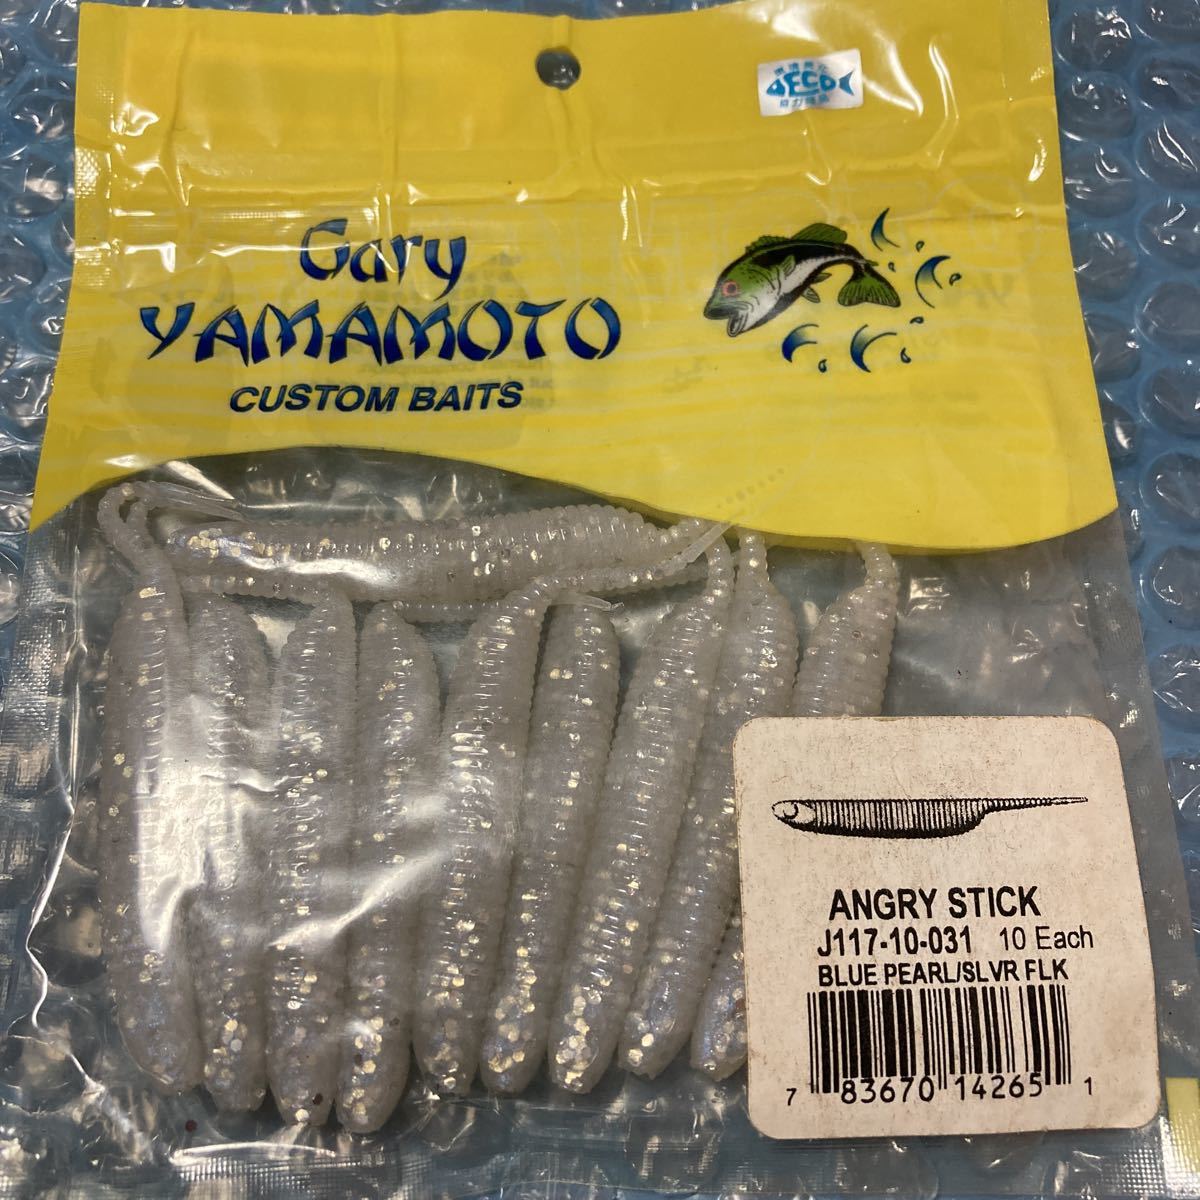 ECO
Gary
YAMAMOTO
CUSTOM BAITS
ANGRY STICK
J117-10-031 10 Each
BLUE PEARL/SLVR FLK
7 83670 14265 1